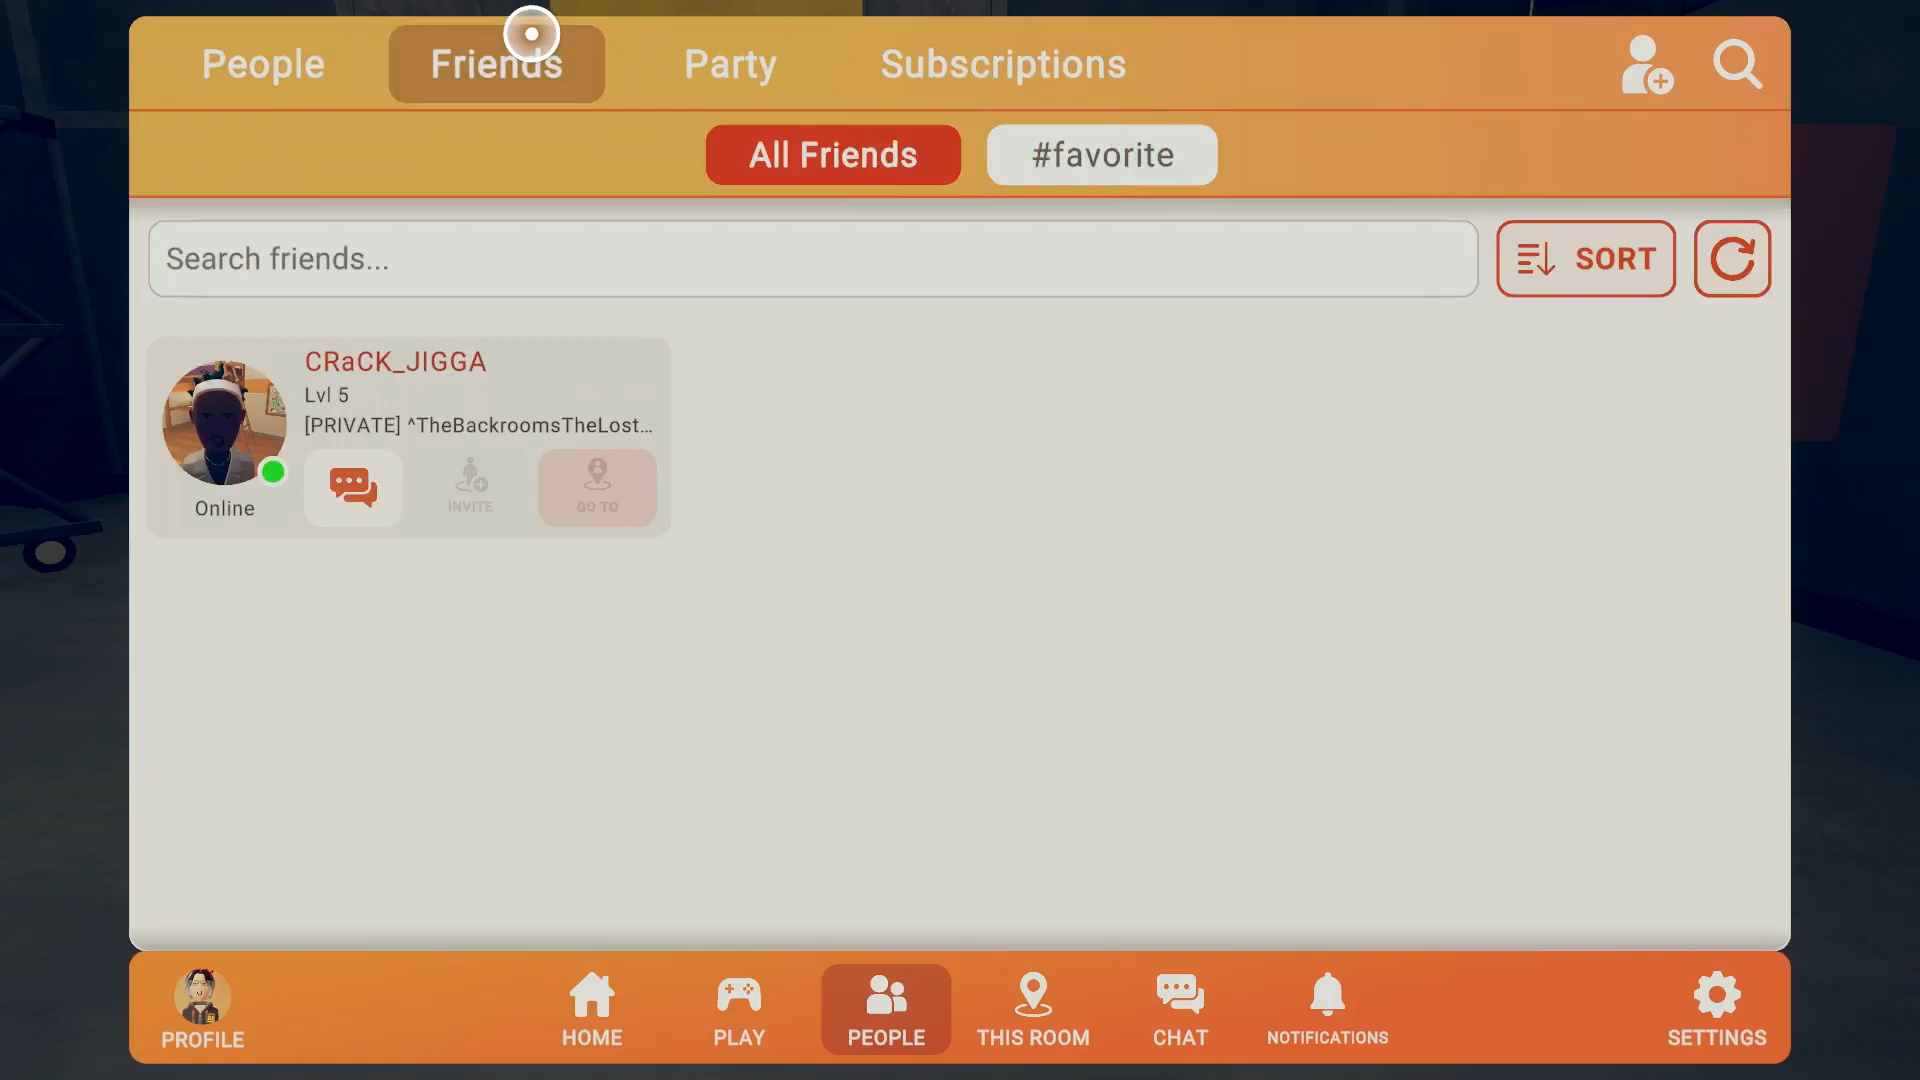 People
Friends
Party
Subscriptions
All Friends
#favorite
Search friends...
SORT
CRaCK_JIGGA
Lvl 5
[PRIVATE] ^TheBackroomsTheLost...
Online
INVITE
GO TO
PROFILE
HOME
PLAY
PEOPLE
THIS ROOM
CHAT
NOTIFICATIONS
SETTINGS